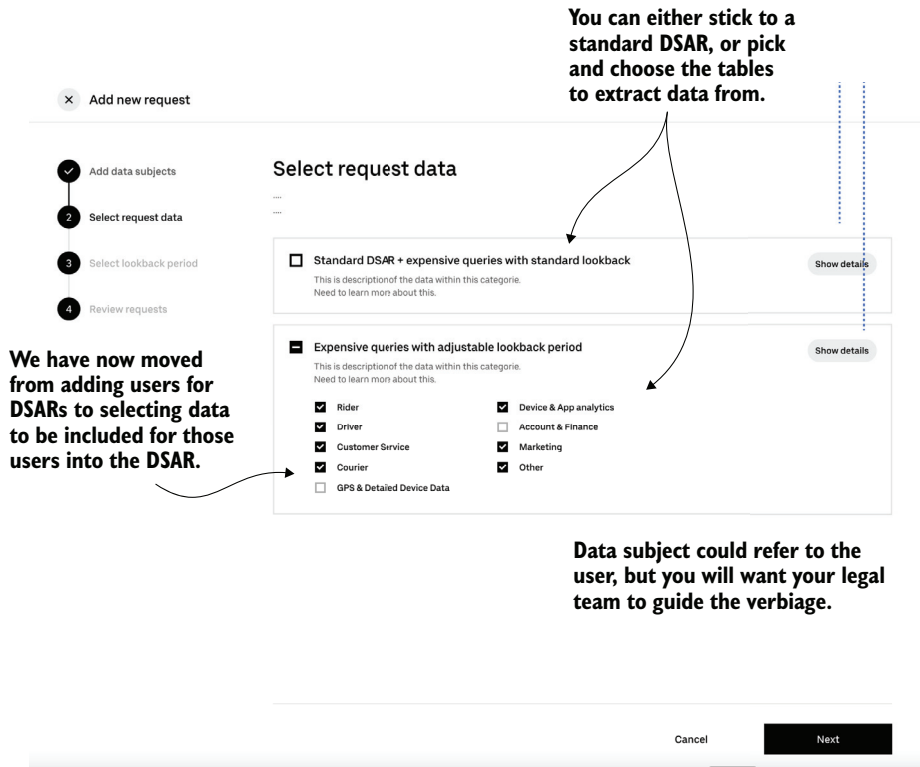 You can either stick to a
standard DSAR, or pick
and choose the tables
to extract data from.
Add new request
Add data subjects
2 Select request data
3 Select lookback period
4 Review requests
Select request data
....
....
Standard DSAR + expensive queries with standard lookback
Show details
This is descriptionof the data within this categorie.
Need to learn more about this.
Expensive queries with adjustable lookback period
Show details
This is descriptionof the data within this categorie.
Need to learn more about this.
Rider
Device & App analytics
Driver
Account & Finance
Customer Service
Marketing
Courier
Other
GPS & Detailed Device Data
We have now moved
from adding users for
DSARs to selecting data
to be included for those
users into the DSAR.
Data subject could refer to the
user, but you will want your legal
team to guide the verbiage.
Cancel
Next